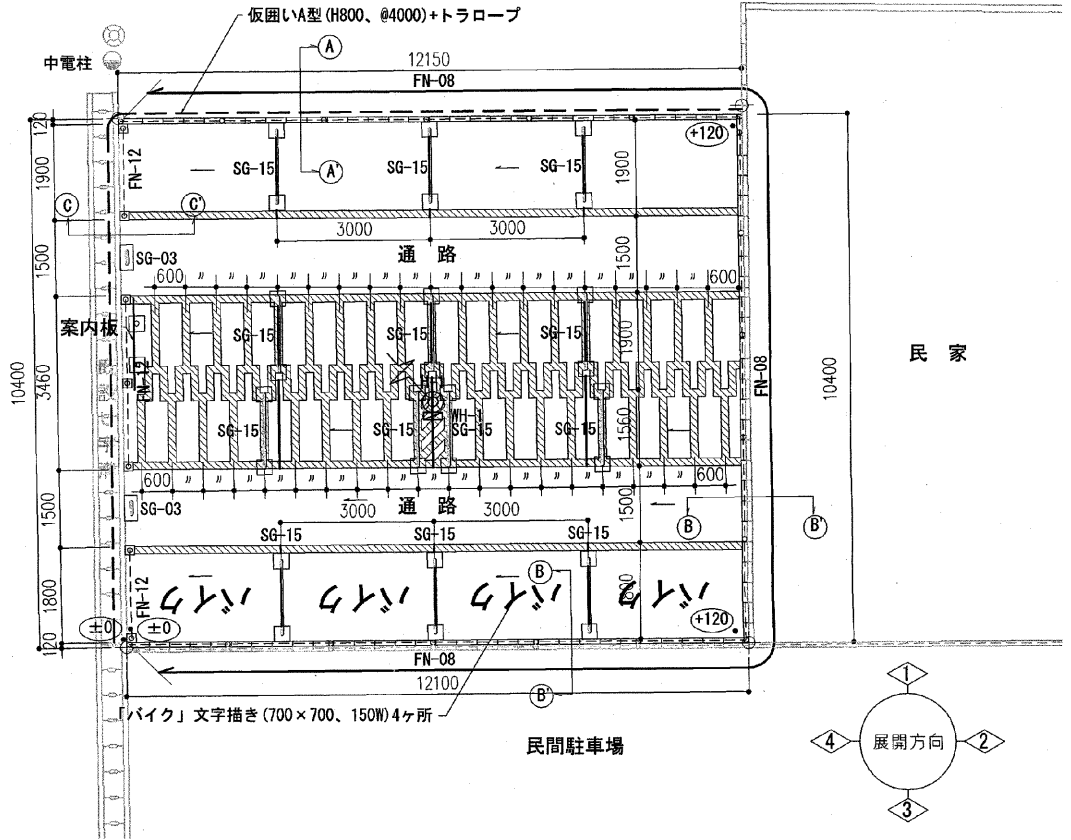 仮囲いA型(H800、@4000)+トラロープ
中電柱
A
12150
FN-08
120
+120
1900
FN-12
SG-15
SG-15
SG-15
1900
A'
C
C'
3000
3000
1500
SG-03
通 路
1500
600 〃 〃 〃 〃 〃 〃 〃 〃 〃 〃 〃 〃 〃 〃 〃 〃 〃 600
案内板
SG-15
SG-15
SG-15
1900
民 家
10400
3460
FN-12
FN-08
10400
WH-1
SG-15
SG-15
SG-15
SG-15
1560
600 〃 〃 〃 〃 〃 〃 〃 〃 〃 〃 〃 〃 〃 〃 〃 〃 〃 600
1500
SG-03
3000
通 路
3000
1500
B
B'
SG-15
SG-15
SG-15
1800
FN-12
バイク
バイク
バイク
バイク
B
±0
±0
+120
120
FN-08
12100
B'
「バイク」文字描き(700×700、150W)4ヶ所
民間駐車場
1
4
展開方向
2
3